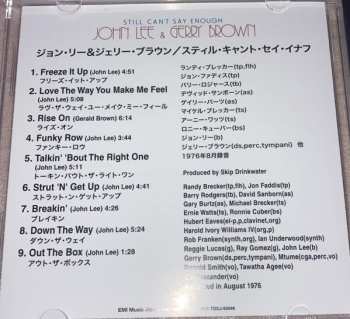 STILL CAN'T SAY ENOUGH
JOHN LEE & GERRY BROWN
ジョン・リー&ジェリー・ブラウン/スティル・キャント・セイ・イナフ
1. Freeze It Up (John Lee) 4:51
フリーズ・イット・アップ
2. Love The Way You Make Me Feel
(John Lee) 5:08
ラヴ・ザ・ウェイ・ユー・メイク・ミー・フィール
3. Rise On (Gerald Brown) 6:14
ライズ・オン
4. Funky Row (John Lee) 3:44
ファンキー・ロウ
5. Talkin' 'Bout The Right One
(John Lee) 5:11
トーキン・バウト・ザ・ライト・ワン
6. Strut 'N' Get Up (John Lee) 4:41
ストラット・ン・ゲット・アップ
7. Breakin' (John Lee) 4:09
ブレイキン
8. Down The Way (John Lee) 5:24
ダウン・ザ・ウェイ
9. Out The Box (John Lee) 1:28
アウト・ザ・ボックス
ランディ・ブレッカー(tp,flh)
ジョン・ファディス(tp)
バリー・ロジャース(tb)
デヴィッド・サンボーン(as)
ゲイリー・バーツ(as)
マイケル・ブレッカー(ts)
アーニー・ワッツ(ts)
ロニー・キューバー(bs)
ジョン・リー(b)
ジェリー・ブラウン(ds,perc,tympani) 他
1976年8月録音
Produced by Skip Drinkwater
Randy Brecker(tp,flh), Jon Faddis(tp)
Barry Rodgers(tb), David Sanborn(as)
Gary Burtz(as), Michael Brecker(ts)
Ernie Watts(ts), Ronnie Cuber(bs)
Hubert Eaves(el-p,p,clavinet,org)
Harold Ivory Williams IV(org,p)
Rob Franken(synth,org), Ian Underwood(synth)
Reggie Lucas(g), Ray Gomez(g), John Lee(b)
Gerry Brown(ds,perc,tympani), Mtume(cga,perc,vo)
Donald Smith(vo), Tawatha Agee(vo)
Alexander(vo)
in August 1976
EMI Music